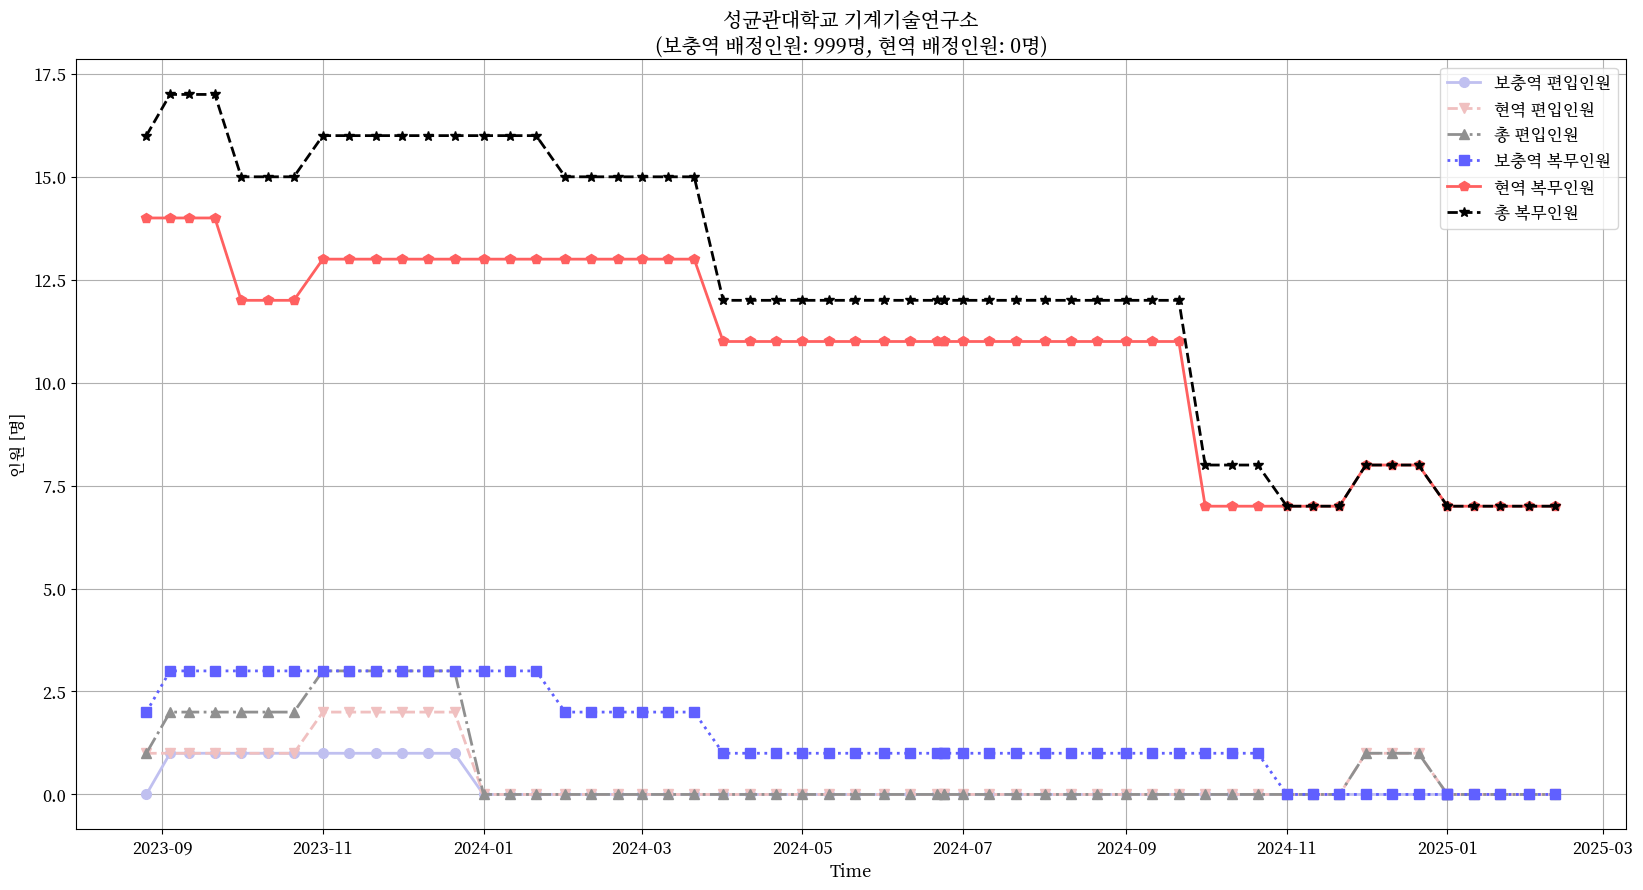 성균관대학교 기계기술연구소
(보충역 배정인원: 999명, 현역 배정인원: 0명)
17.5
15.0
12.5
10.0
7.5
5.0
2.5
0.0
인원 [명]
보충역 편입인원
현역 편입인원
총 편입인원
보충역 복무인원
현역 복무인원
총 복무인원
2023-09
2023-11
2024-01
2024-03
2024-05
2024-07
2024-09
2024-11
2025-01
2025-03
Time